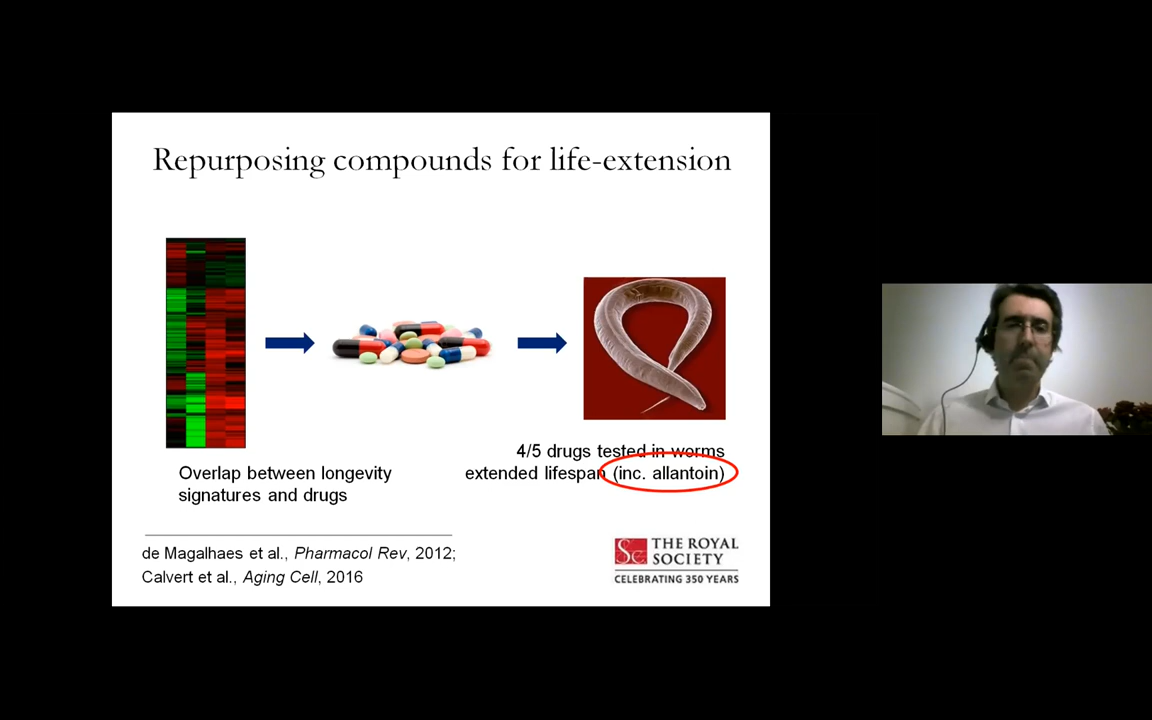 Repurposing compounds for life-extension
Overlap between longevity
signatures and drugs
4/5 drugs tested in worms
extended lifespan (inc. allantoin)
de Magalhaes et al., Pharmacol Rev, 2012;
Calvert et al., Aging Cell, 2016
THE ROYAL
SOCIETY
CELEBRATING 350 YEARS